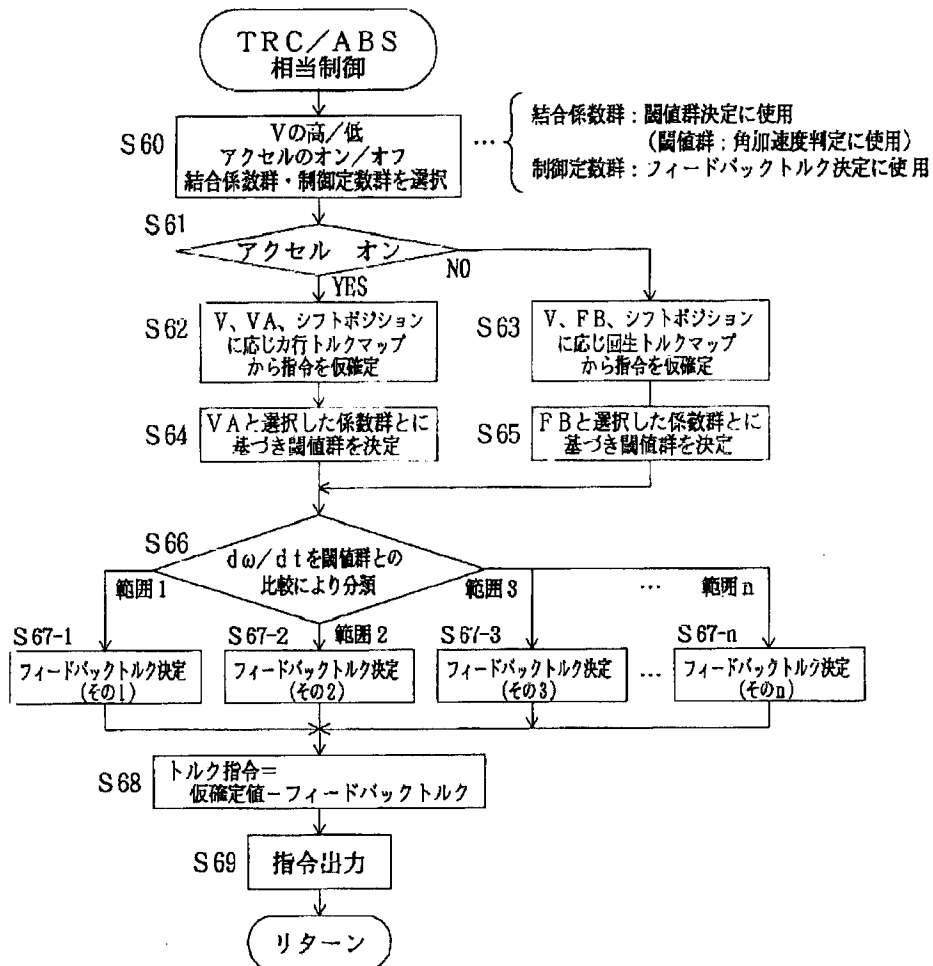 TRC/ABS
相当制御
S60
Vの高/低
アクセルのオン/オフ
結合係数群・制御定数群を選択
…
結合係数群:閾値群決定に使用
(閾値群:角加速度判定に使用)
制御定数群:フィードバックトルク決定に使用
S61
アクセル オン
NO
YES
S62
V、VA、シフトポジション
に応じ力行トルクマップ
から指令を仮確定
S63
V、FB、シフトポジション
に応じ回生トルクマップ
から指令を仮確定
S64
VAと選択した係数群とに
基づき閾値群を決定
S65
FBと選択した係数群とに
基づき閾値群を決定
S66
dω/dtを閾値群との
比較により分類
範囲1
範囲2
範囲3
…
範囲n
S67-1
フィードバックトルク決定
(その1)
S67-2
フィードバックトルク決定
(その2)
S67-3
フィードバックトルク決定
(その3)
…
S67-n
フィードバックトルク決定
(そのn)
S68
トルク指令=
仮確定値-フィードバックトルク
S69
指令出力
リターン